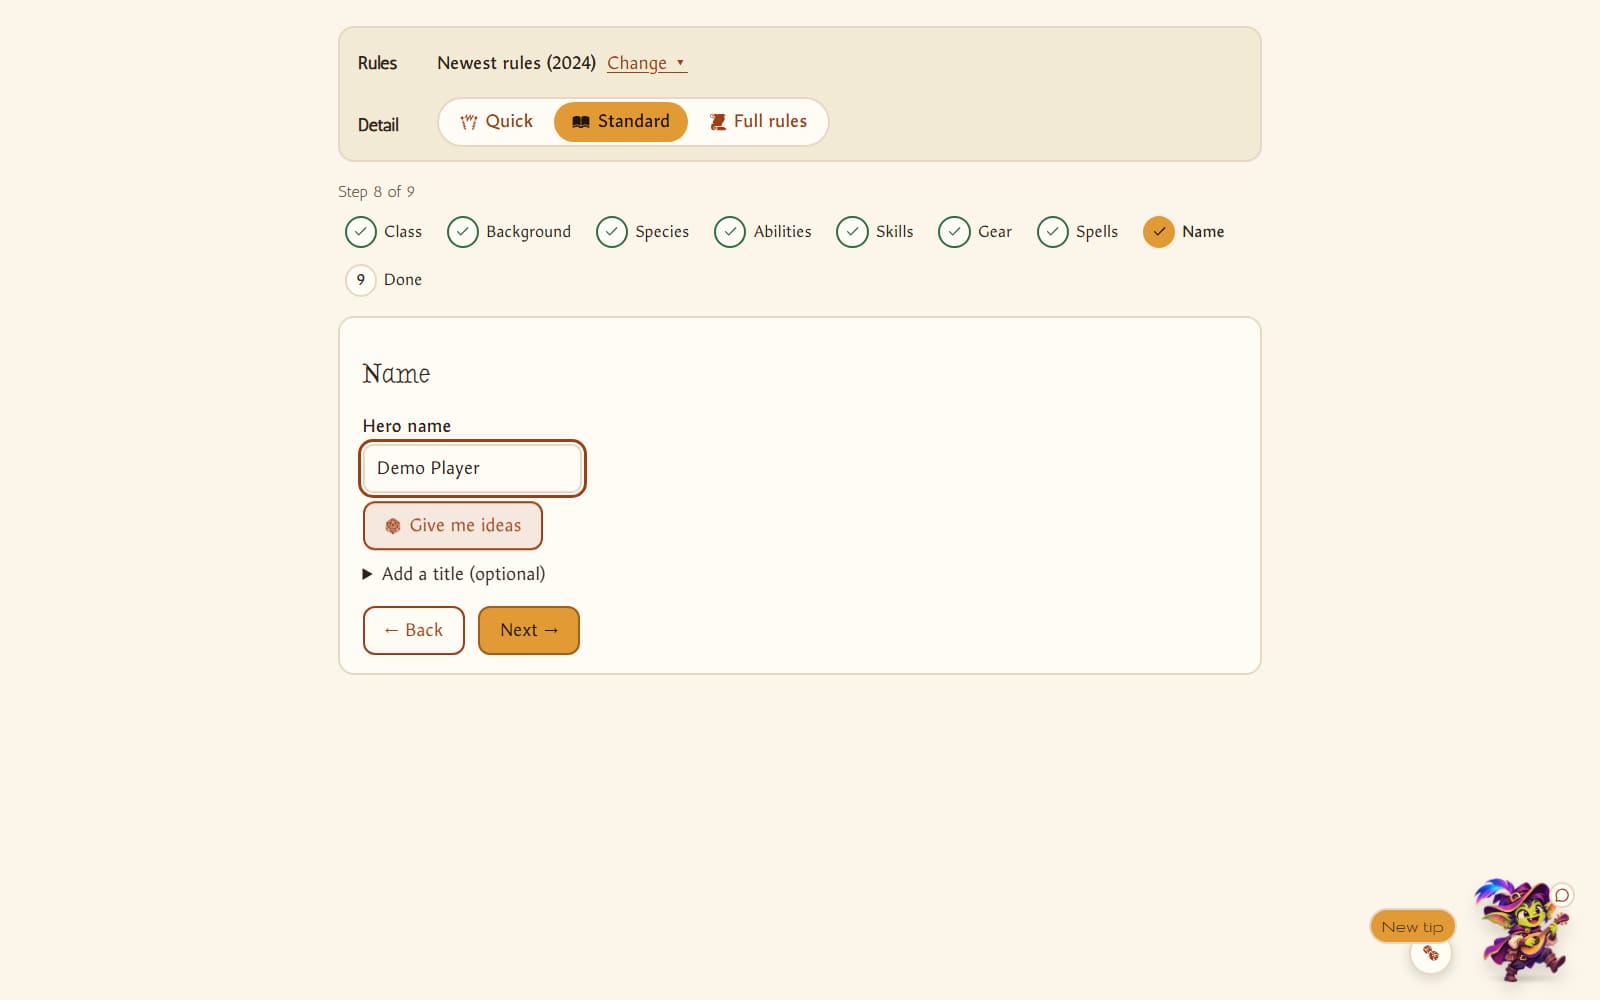 Rules Newest rules (2024) Change ▾
Detail Quick Standard Full rules
Step 8 of 9
Class Background Species Abilities Skills Gear Spells Name
9 Done
Name
Hero name
Demo Player
Give me ideas
▶ Add a title (optional)
← Back Next →
New tip